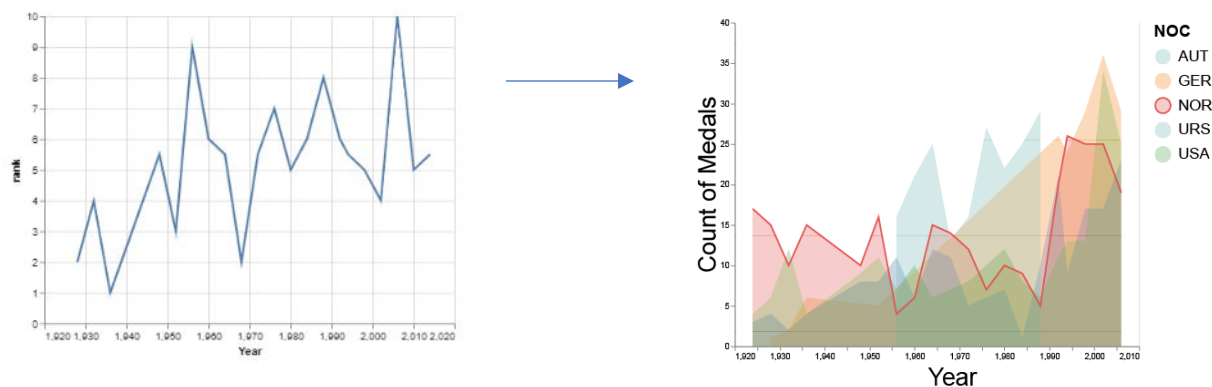 10
9
8
7
6
5
4
3
2
1
0
rank
1,920 1,930 1,940 1,950 1,960 1,970 1,980 1,990 2,000 2,010 2,020
Year
40
35
30
25
20
15
10
5
0
Count of Medals
1,920 1,930 1,940 1,950 1,960 1,970 1,980 1,990 2,000 2,010
Year
NOC
AUT
GER
NOR
URS
USA